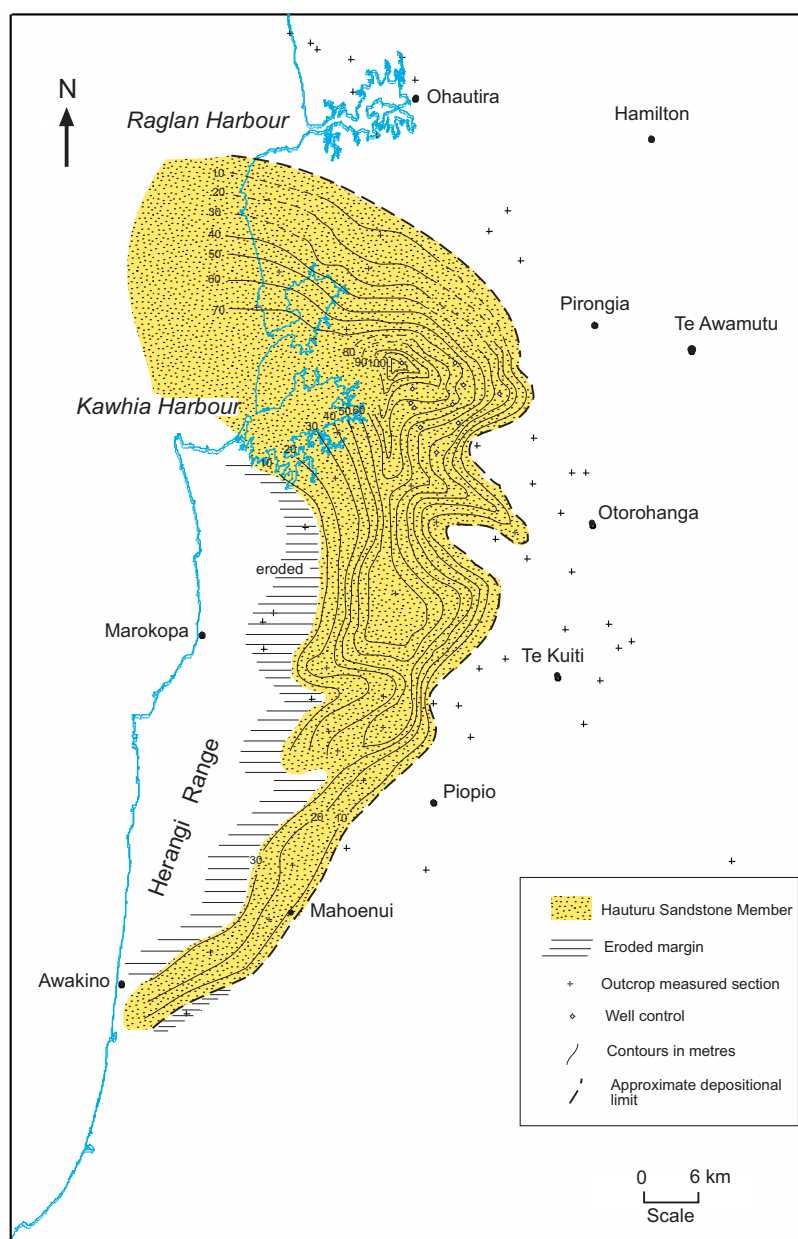 N
Ohautira
Raglan Harbour
Hamilton
10
20
30
40
50
60
70
Pirongia
Te Awamutu
80
90
100
Kawhia Harbour
60
50
40
30
20
10
Otorohanga
eroded
Marokopa
Te Kuiti
Herangi Range
Piopio
20
10
30
Mahoenui
Awakino
Hauturu Sandstone Member
Eroded margin
Outcrop measured section
Well control
Contours in metres
Approximate depositional
limit
0 6 km
Scale